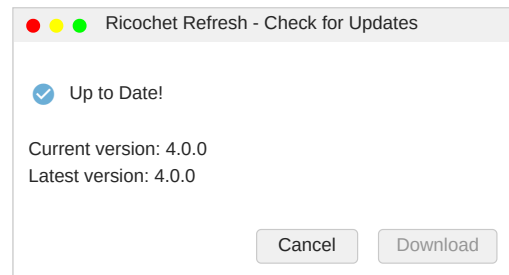 Ricochet Refresh - Check for Updates
Up to Date!
Current version: 4.0.0
Latest version: 4.0.0
Cancel Download